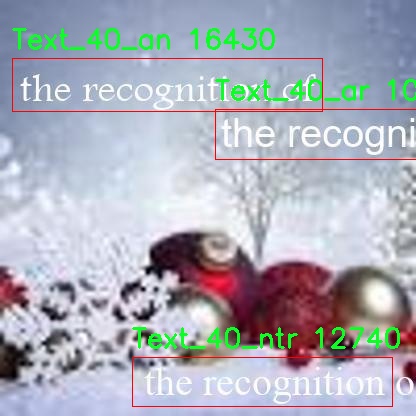 Text_40_an 16430
the recognition of
Text_40_ar 10
the recogni
Text_40_ntr 12740
the recognition o